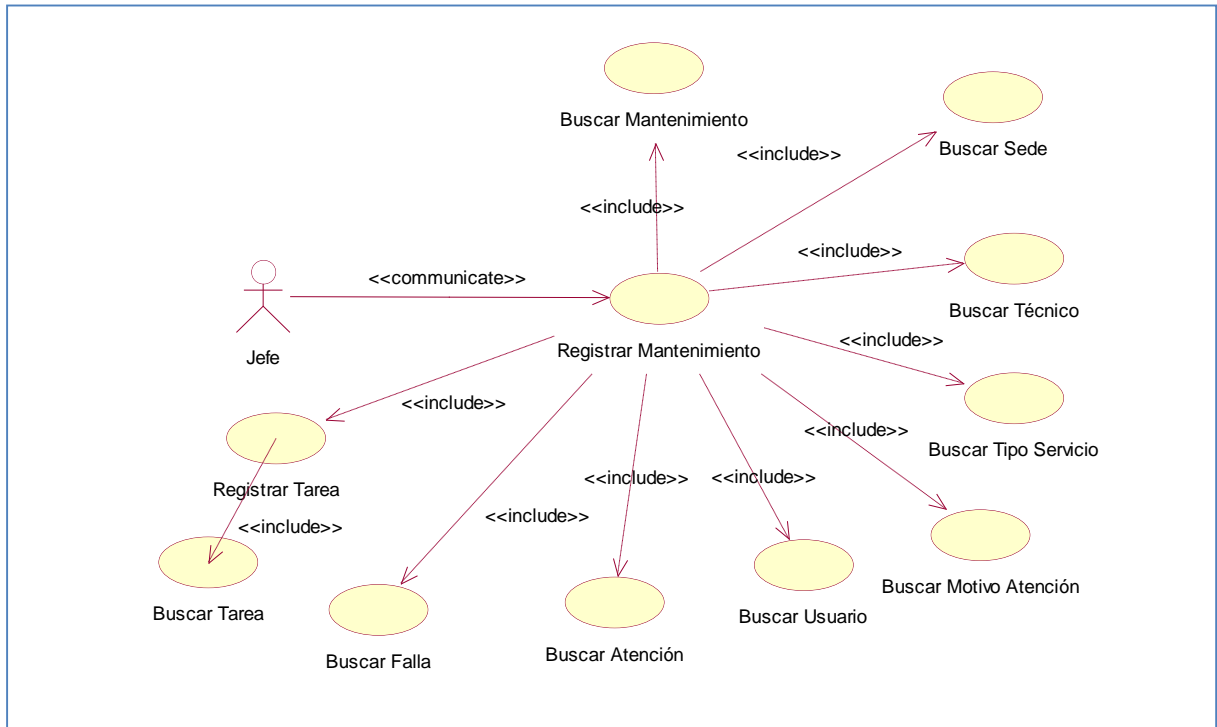 Buscar Mantenimiento
Buscar Sede
<<include>>
<<include>>
<<include>>
<<communicate>>
Buscar Técnico
Jefe
Registrar Mantenimiento
<<include>>
<<include>>
Buscar Tipo Servicio
<<include>>
Registrar Tarea
<<include>>
<<include>>
<<include>>
<<include>>
Buscar Motivo Atención
Buscar Tarea
Buscar Usuario
Buscar Atención
Buscar Falla